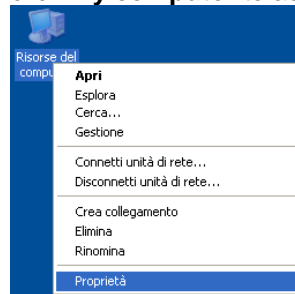 Risorse del
compu
Apri
Esplora
Cerca...
Gestione
Connetti unità di rete...
Disconnetti unità di rete...
Crea collegamento
Elimina
Rinomina
Proprietà